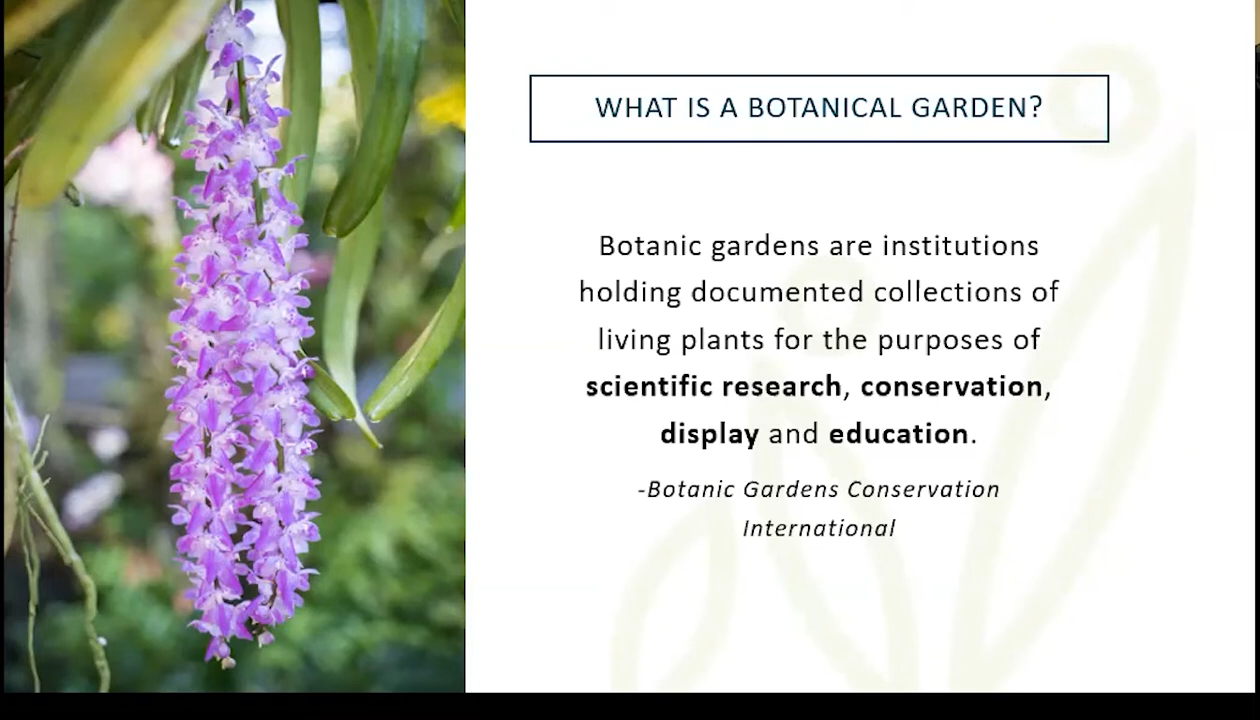 WHAT IS A BOTANICAL GARDEN?
Botanic gardens are institutions
holding documented collections of
living plants for the purposes of
scientific research, conservation,
display and education.
-Botanic Gardens Conservation
International